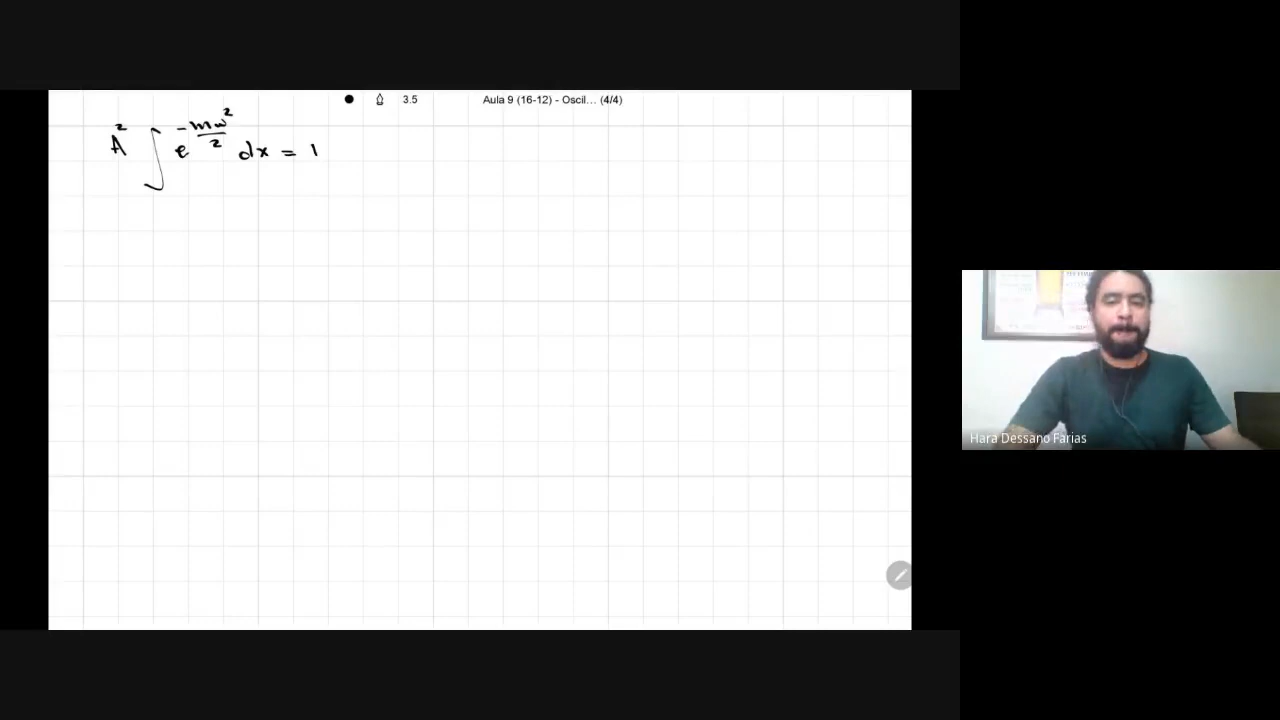 3.5 Aula 9 (16-12) - Oscil... (4/4)
A² ∫ e^(-mω²/2) dx = 1
Hara Dessano Farias